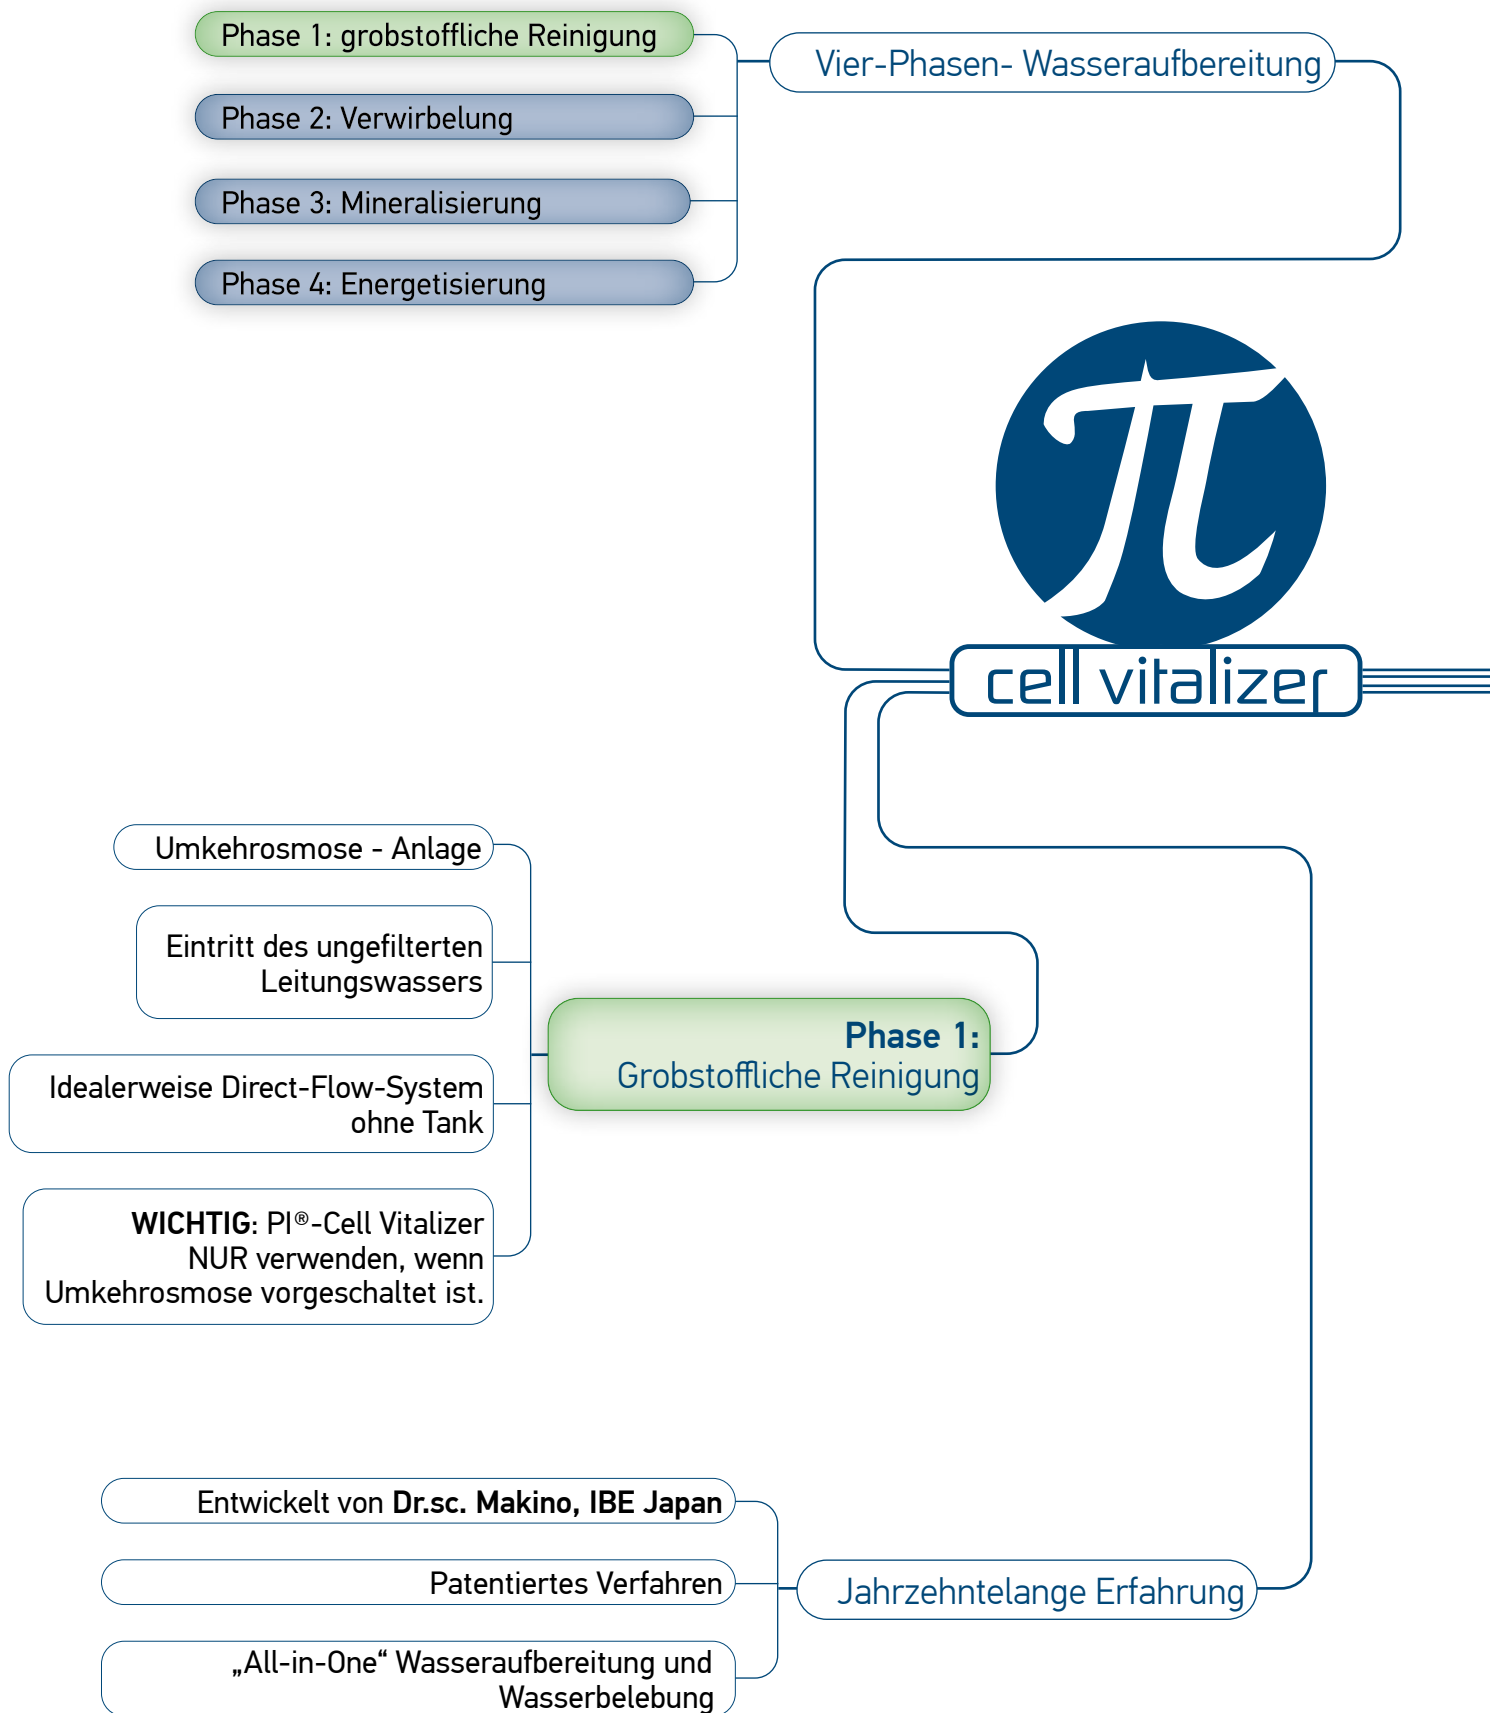 Phase 1: grobstoffliche Reinigung
Vier-Phasen- Wasseraufbereitung
Phase 2: Verwirbelung
Phase 3: Mineralisierung
Phase 4: Energetisierung
π
cell vitalizer
Umkehrosmose - Anlage
Eintritt des ungefilterten
Leitungswassers
Phase 1:
Grobstoffliche Reinigung
Idealerweise Direct-Flow-System
ohne Tank
WICHTIG: PI®-Cell Vitalizer
NUR verwenden, wenn
Umkehrosmose vorgeschaltet ist.
Entwickelt von Dr.sc. Makino, IBE Japan
Patentiertes Verfahren
Jahrzehntelange Erfahrung
„All-in-One“ Wasseraufbereitung und
Wasserbelebung